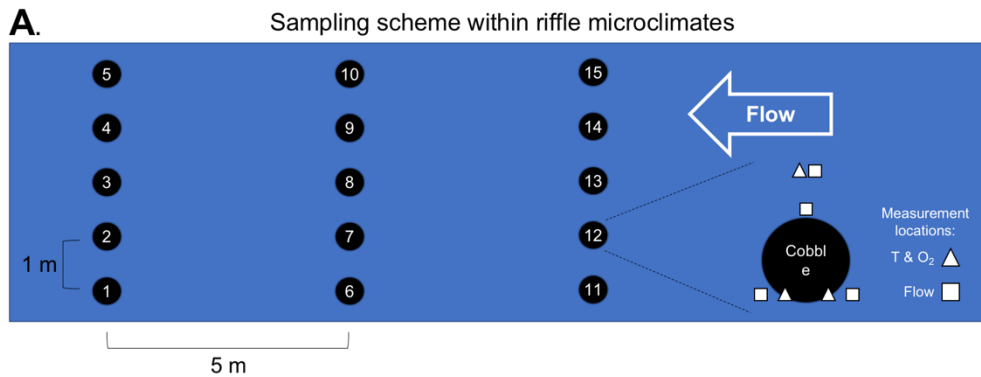 A.
Sampling scheme within riffle microclimates
5 10 15
4 9 14
Flow
3 8 13
2 7 12
1 6 11
1 m
5 m
Cobbl
e
Measurement
locations:
T & O₂
Flow